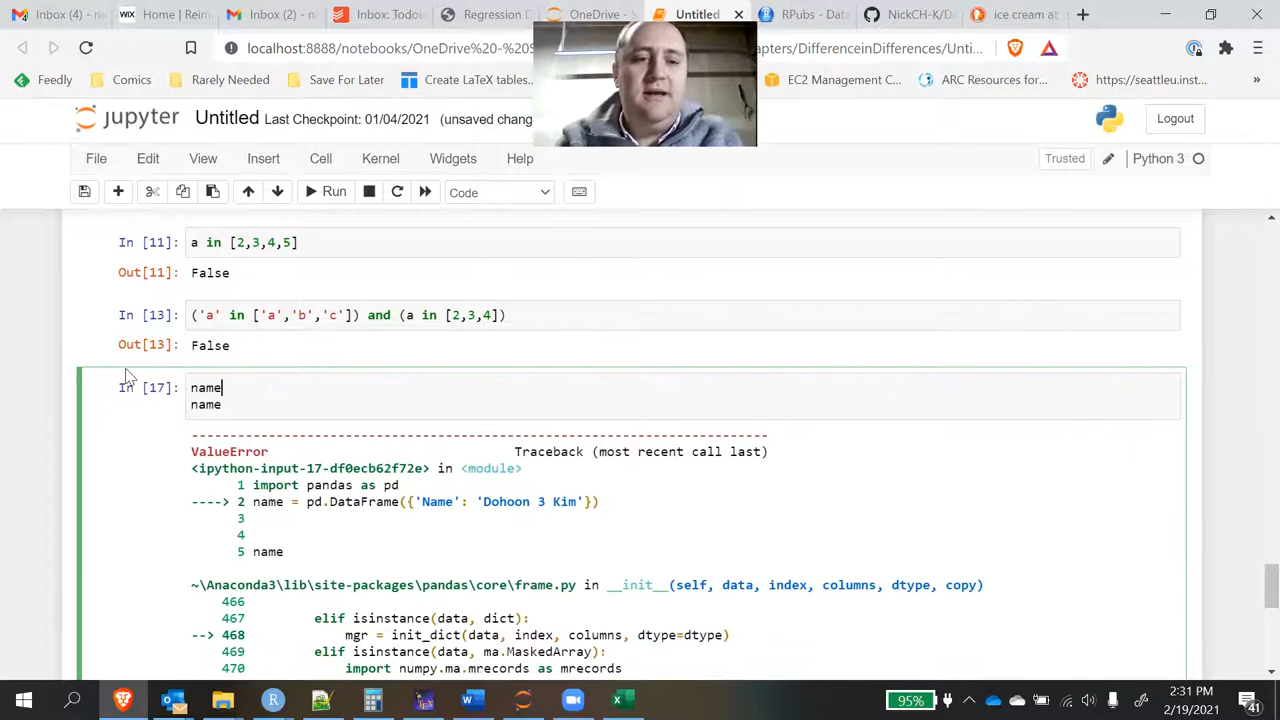 Inbox (4) - n
Home | Reima
Inbox (2) - (n
Regression D
OneDrive - S
Untitled
RPubs - Da
NickCH-K/D
ice cream
localhost:8888/notebooks/OneDrive%20-%20S
apters/DifferenceinDifferences/Unti...
Comics
Rarely Needed
Save For Later
Create LaTeX tables...
EC2 Management C...
ARC Resources for...
https://seattleu.inst...
»
jupyter Untitled Last Checkpoint: 01/04/2021 (unsaved chang
Logout
File Edit View Insert Cell Kernel Widgets Help
Trusted
Python 3
Run
Code
In [11]: a in [2,3,4,5]
Out[11]: False
In [13]: ('a' in ['a','b','c']) and (a in [2,3,4])
Out[13]: False
In [17]: name
name
---------------------------------------------------------------------------
ValueError Traceback (most recent call last)
<ipython-input-17-df0ecb62f72e> in <module>
1 import pandas as pd
----> 2 name = pd.DataFrame({'Name': 'Dohoon 3 Kim'})
3
4
5 name
~\Anaconda3\lib\site-packages\pandas\core\frame.py in __init__(self, data, index, columns, dtype, copy)
466
467 elif isinstance(data, dict):
--> 468 mgr = init_dict(data, index, columns, dtype=dtype)
469 elif isinstance(data, ma.MaskedArray):
470 import numpy.ma.mrecords as mrecords
95%
2:31 PM
2/19/2021
41